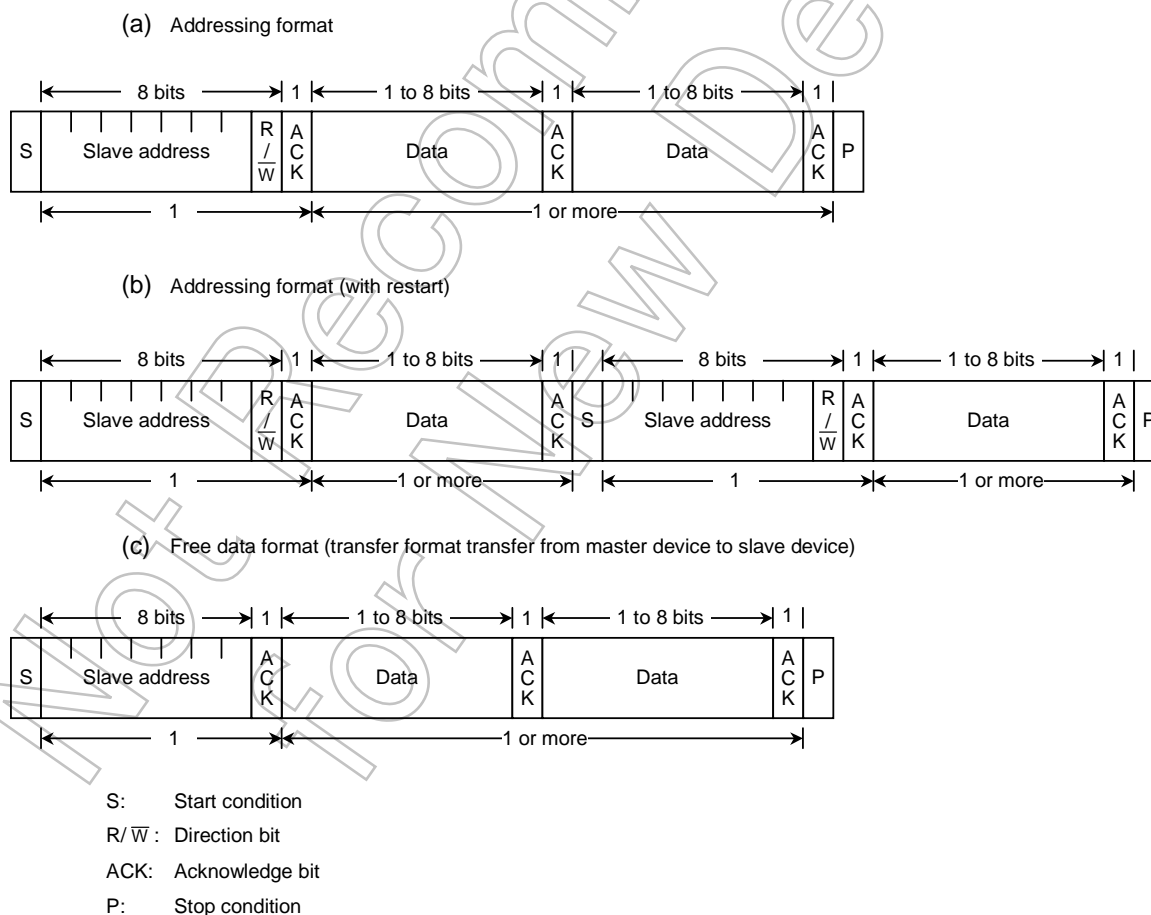 (a) Addressing format
8 bits 1 1 to 8 bits 1 1 to 8 bits 1
S Slave address R/W̅ ACK Data ACK Data ACK P
1 1 or more
(b) Addressing format (with restart)
8 bits 1 1 to 8 bits 1 8 bits 1 1 to 8 bits 1
S Slave address R/W̅ ACK Data ACK S Slave address R/W̅ ACK Data ACK P
1 1 or more 1 1 or more
(c) Free data format (transfer format transfer from master device to slave device)
8 bits 1 1 to 8 bits 1 1 to 8 bits 1
S Slave address ACK Data ACK Data ACK P
1 1 or more
S: Start condition
R/W̅ : Direction bit
ACK: Acknowledge bit
P: Stop condition
Not Recom
for New De